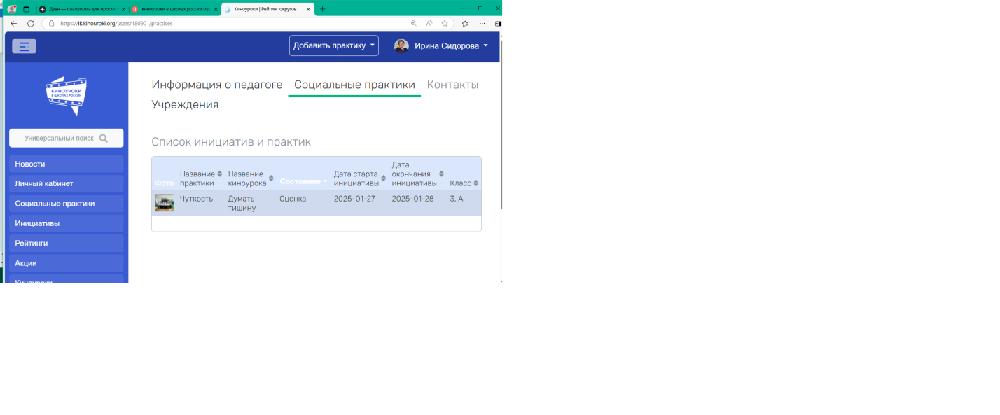 Дзен — платформа для просмо
киноуроки в школах россии оф
Киноуроки | Рейтинг округов
https://lk.kinouroki.org/users/180901/practices
Добавить практику
Ирина Сидорова
КИНОУРОКИ
В ШКОЛАХ РОССИИ
Универсальный поиск
Новости
Личный кабинет
Социальные практики
Инициативы
Рейтинги
Акции
Киноуроки
Информация о педагоге Социальные практики Контакты
Учреждения
Список инициатив и практик
Фото
Название практики
Название киноурока
Состояние
Дата старта инициативы
Дата окончания инициативы
Класс
Чуткость
Думать тишину
Оценка
2025-01-27
2025-01-28
3, А